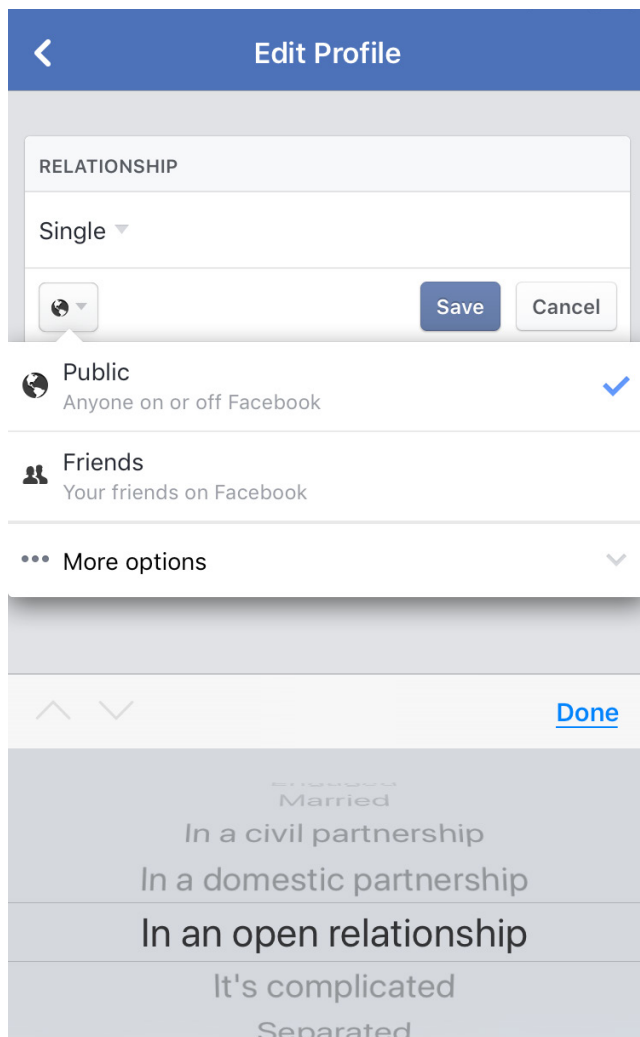 Edit Profile
RELATIONSHIP
Single
Save Cancel
Public
Anyone on or off Facebook
Friends
Your friends on Facebook
More options
Done
Married
In a civil partnership
In a domestic partnership
In an open relationship
It's complicated
Separated